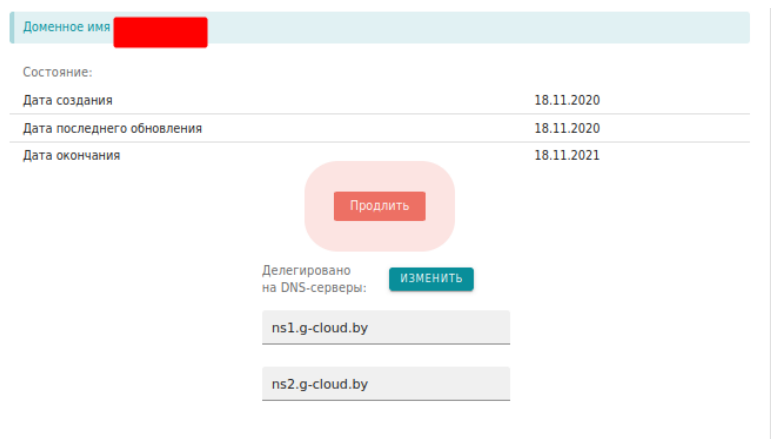 Доменное имя
Состояние:
Дата создания 18.11.2020
Дата последнего обновления 18.11.2020
Дата окончания 18.11.2021
Продлить
Делегировано
на DNS-серверы:
ИЗМЕНИТЬ
ns1.g-cloud.by
ns2.g-cloud.by